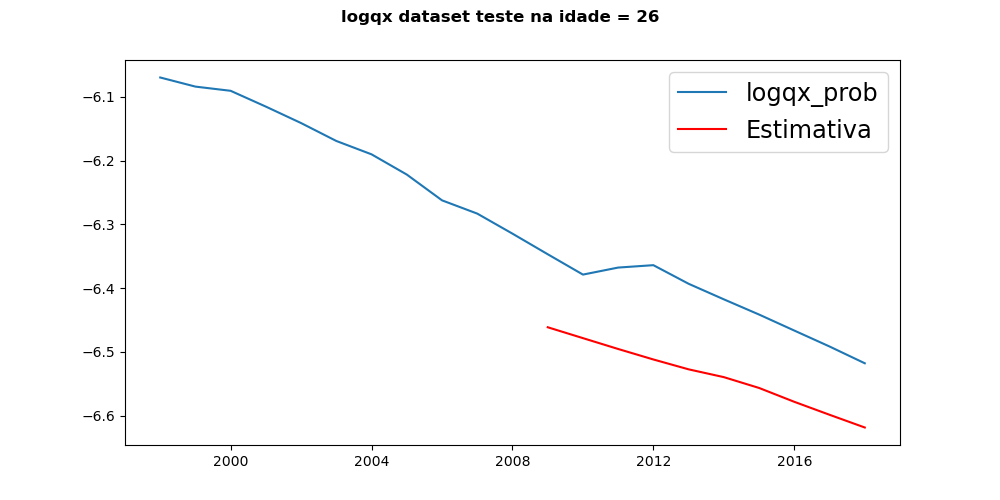 logqx dataset teste na idade = 26
logqx_prob
Estimativa
−6.1
−6.2
−6.3
−6.4
−6.5
−6.6
2000 2004 2008 2012 2016